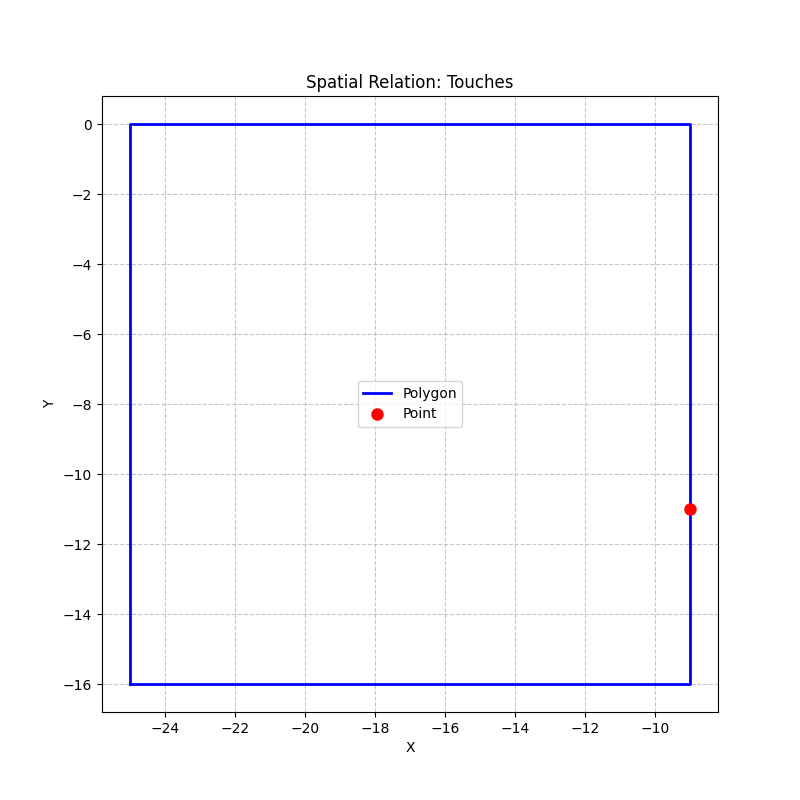 Spatial Relation: Touches
0
−2
−4
−6
−8
−10
−12
−14
−16
Y
Polygon
Point
−24 −22 −20 −18 −16 −14 −12 −10
X